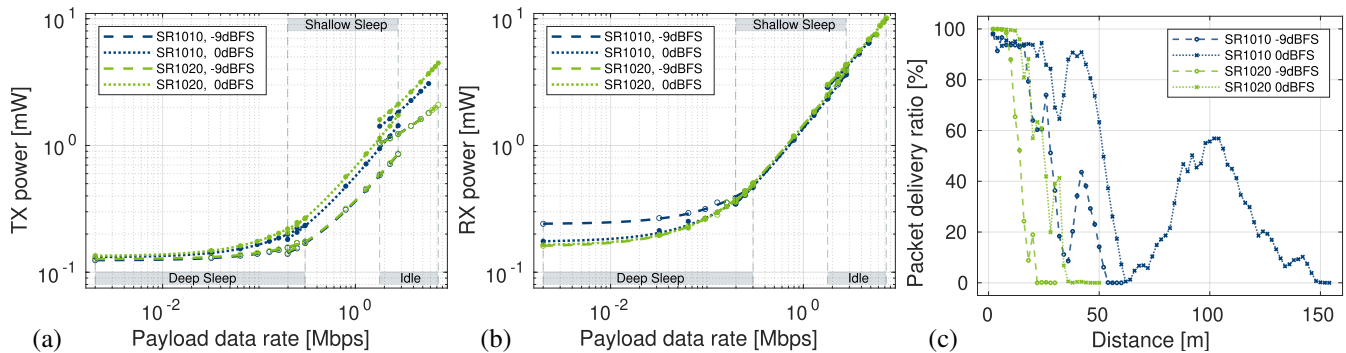 Shallow Sleep
SR1010, -9dBFS
SR1010, 0dBFS
SR1020, -9dBFS
SR1020, 0dBFS
TX power [mW]
10^1
10^0
10^-1
Deep Sleep
Idle
10^-2
10^0
Payload data rate [Mbps]
(a)
Shallow Sleep
SR1010, -9dBFS
SR1010, 0dBFS
SR1020, -9dBFS
SR1020, 0dBFS
RX power [mW]
10^1
10^0
10^-1
Deep Sleep
Idle
10^-2
10^0
Payload data rate [Mbps]
(b)
SR1010 -9dBFS
SR1010 0dBFS
SR1020 -9dBFS
SR1020 0dBFS
Packet delivery ratio [%]
100
80
60
40
20
0
0
50
100
150
Distance [m]
(c)